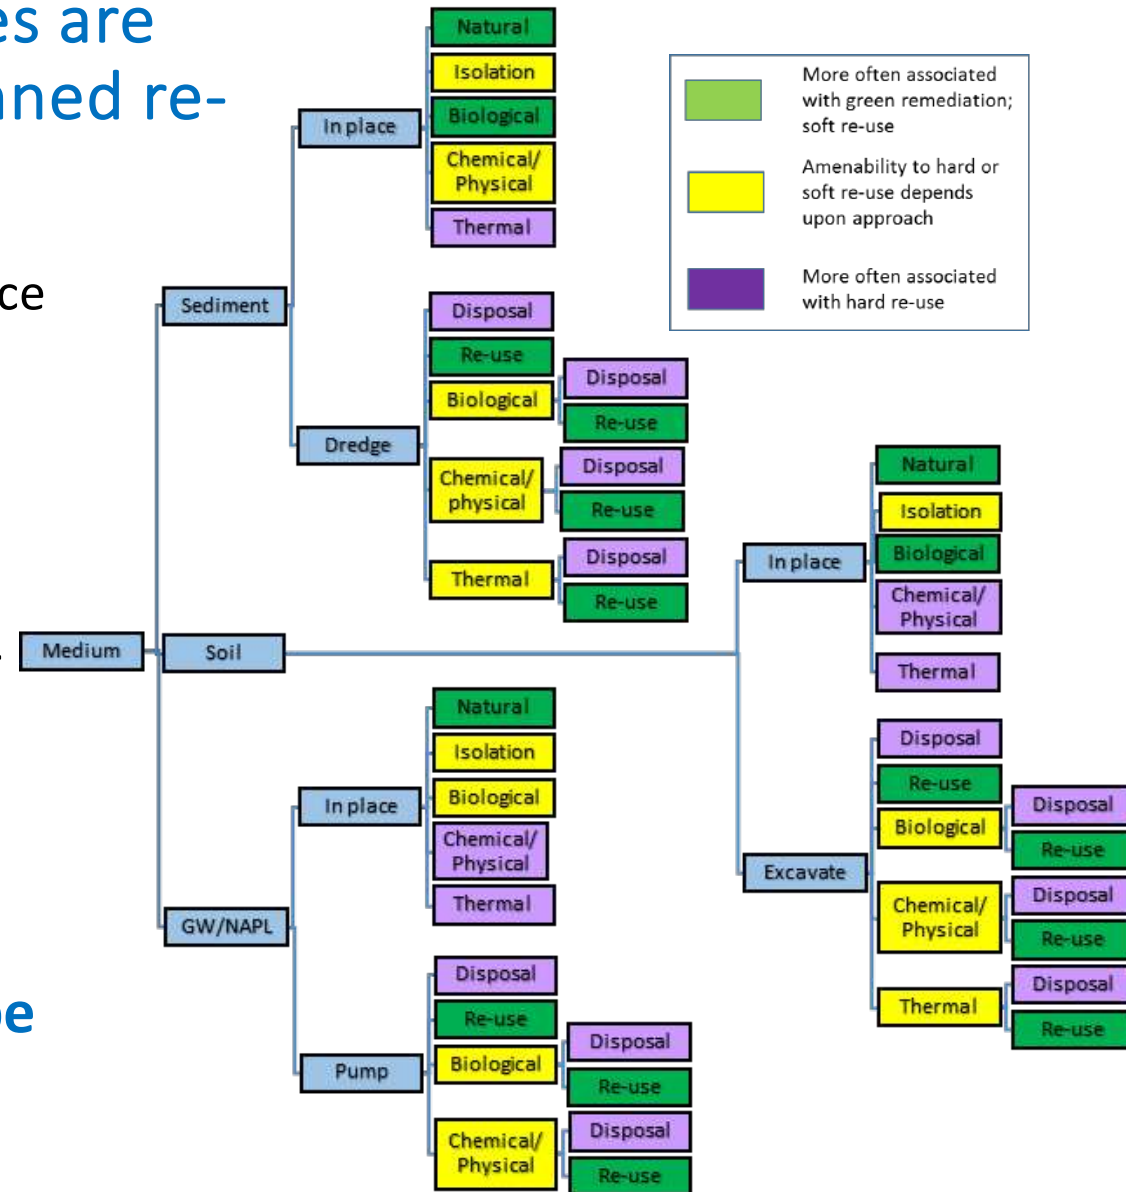 es are
nned re-
ce
.
pe
More often associated
with green remediation;
soft re-use
Amenability to hard or
soft re-use depends
upon approach
More often associated
with hard re-use
Medium
Sediment
In place
Natural
Isolation
Biological
Chemical/
Physical
Thermal
Dredge
Disposal
Re-use
Biological
Disposal
Re-use
Chemical/
physical
Disposal
Re-use
Thermal
Disposal
Re-use
Soil
In place
Natural
Isolation
Biological
Chemical/
Physical
Thermal
Excavate
Disposal
Re-use
Biological
Disposal
Re-use
Chemical/
Physical
Disposal
Re-use
Thermal
Disposal
Re-use
GW/NAPL
In place
Natural
Isolation
Biological
Chemical/
Physical
Thermal
Pump
Disposal
Re-use
Biological
Disposal
Re-use
Chemical/
Physical
Disposal
Re-use